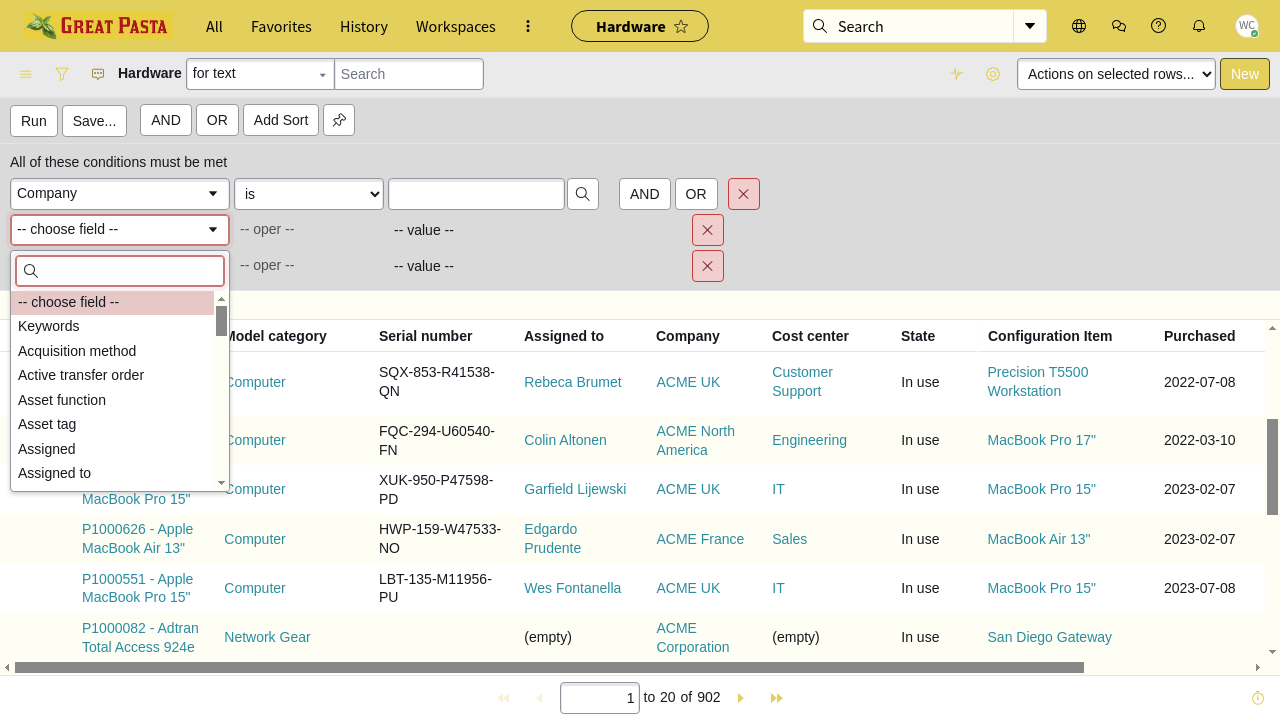 GREAT PASTA
All
Favorites
History
Workspaces
Hardware
Search
WC
Hardware
for text
Search
Actions on selected rows...
New
Run
Save...
AND
OR
Add Sort
All of these conditions must be met
Company
is
AND
OR
-- choose field --
-- oper --
-- value --
-- oper --
-- value --
-- choose field --
Keywords
Acquisition method
Active transfer order
Asset function
Asset tag
Assigned
Assigned to
Model category
Serial number
Assigned to
Company
Cost center
State
Configuration Item
Purchased
Computer
SQX-853-R41538-
QN
Rebeca Brumet
ACME UK
Customer
Support
In use
Precision T5500
Workstation
2022-07-08
Computer
FQC-294-U60540-
FN
Colin Altonen
ACME North
America
Engineering
In use
MacBook Pro 17"
2022-03-10
MacBook Pro 15"
Computer
XUK-950-P47598-
PD
Garfield Lijewski
ACME UK
IT
In use
MacBook Pro 15"
2023-02-07
P1000626 - Apple
MacBook Air 13"
Computer
HWP-159-W47533-
NO
Edgardo
Prudente
ACME France
Sales
In use
MacBook Air 13"
2023-02-07
P1000551 - Apple
MacBook Pro 15"
Computer
LBT-135-M11956-
PU
Wes Fontanella
ACME UK
IT
In use
MacBook Pro 15"
2023-07-08
P1000082 - Adtran
Total Access 924e
Network Gear
(empty)
ACME
Corporation
(empty)
In use
San Diego Gateway
1 to 20 of 902